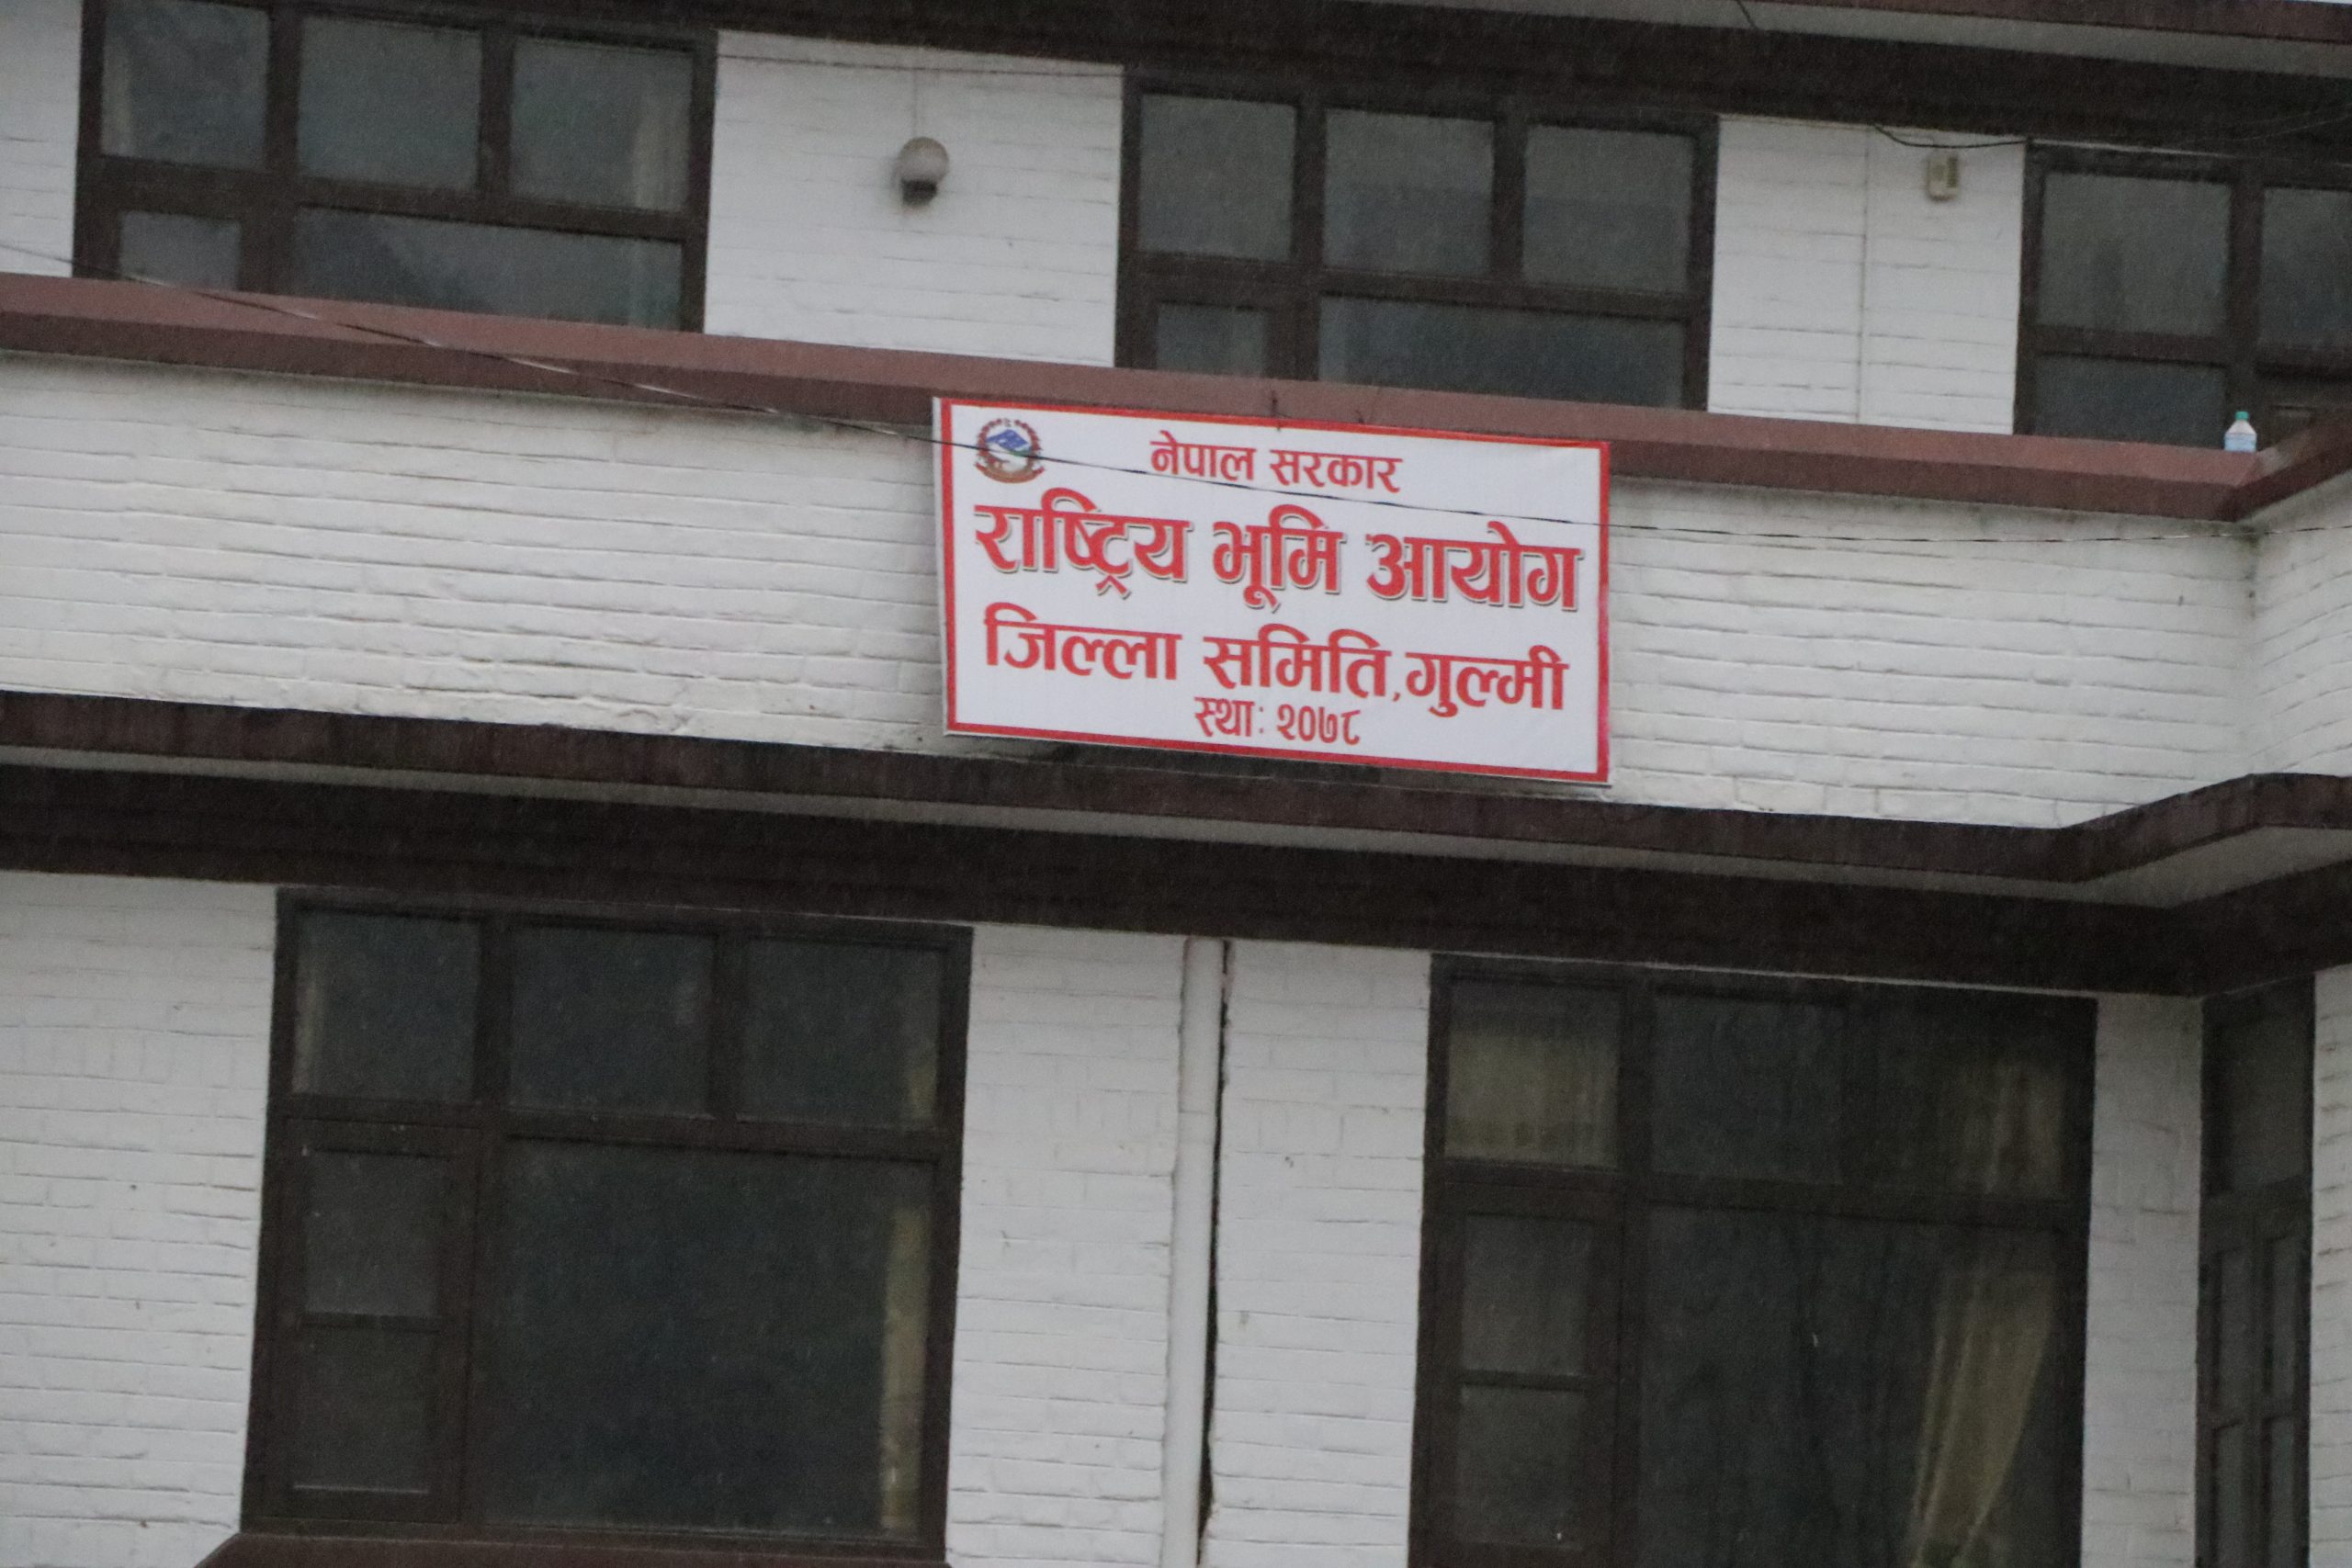 नेपाल सरकार
राष्ट्रिय भूमि आयोग
जिल्ला समिति, गुल्मी
स्था: २०७८